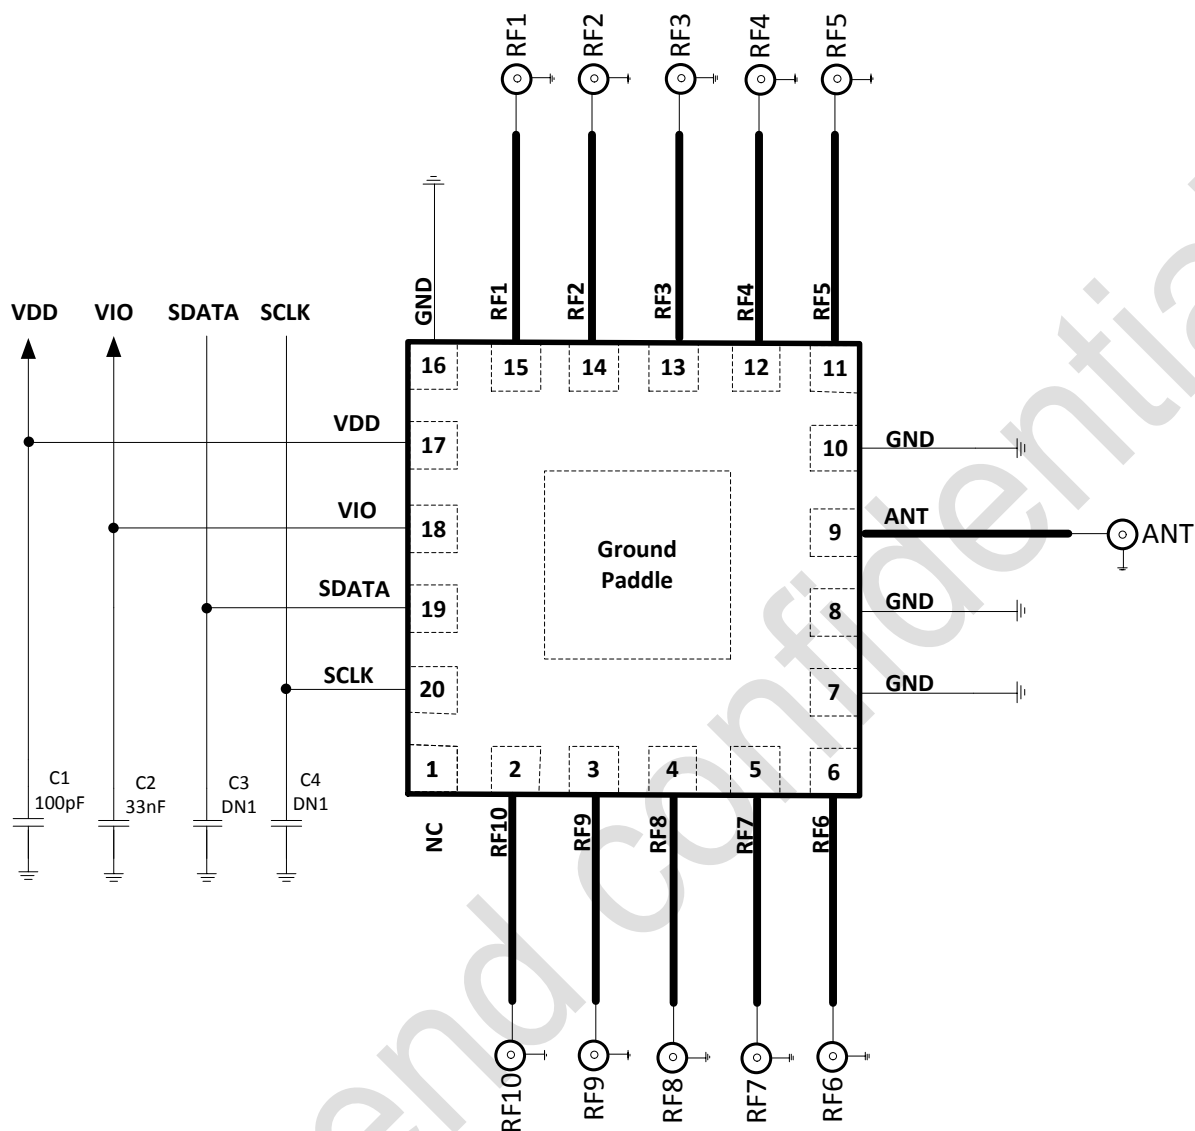 RF1
RF2
RF3
RF4
RF5
GND
RF1
RF2
RF3
RF4
RF5
VDD
VIO
SDATA
SCLK
16
15
14
13
12
11
VDD
17
10
GND
VIO
18
9
ANT
ANT
Ground
Paddle
SDATA
19
8
GND
SCLK
20
7
GND
1
2
3
4
5
6
C1
100pF
C2
33nF
C3
DN1
C4
DN1
NC
RF10
RF9
RF8
RF7
RF6
RF10
RF9
RF8
RF7
RF6
end confidential